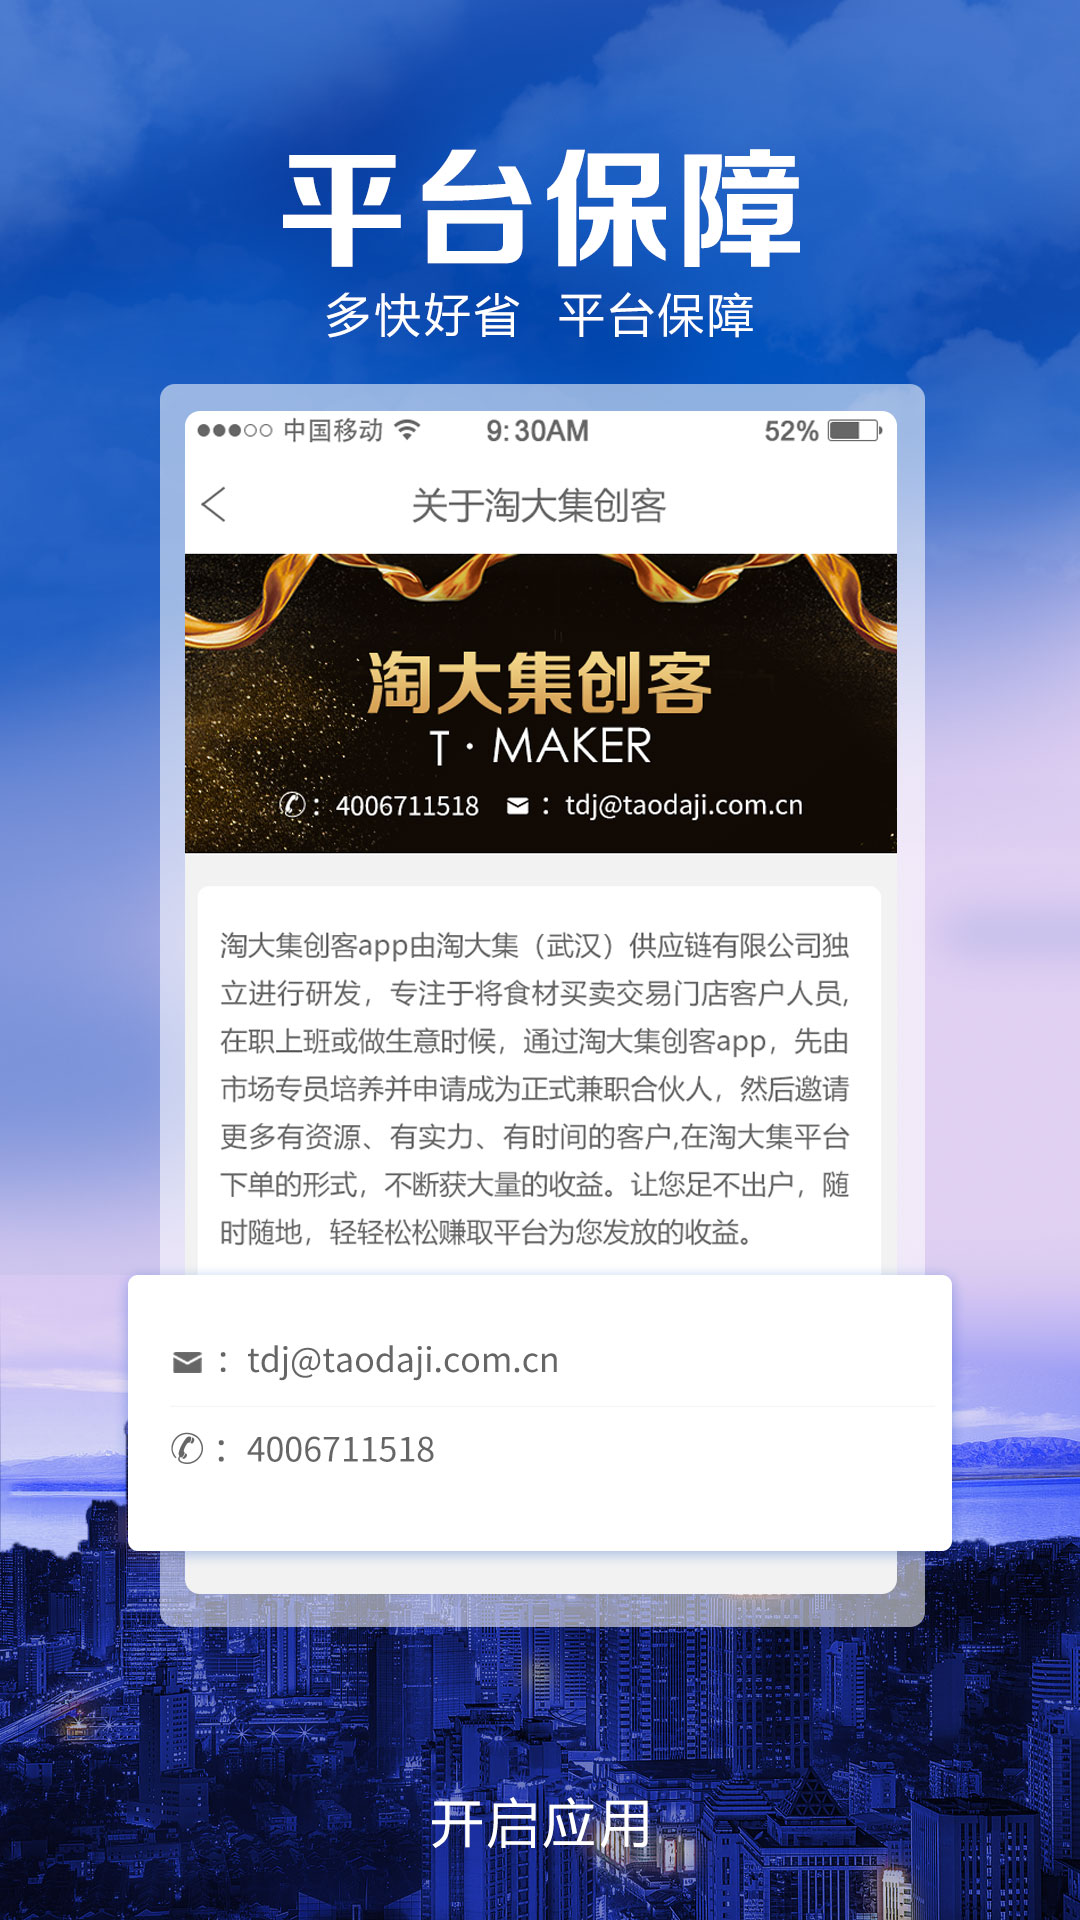 平台保障
多快好省 平台保障
中国移动 9:30AM 52%
关于淘大集创客
淘大集创客
T · MAKER
：4006711518 ：tdj@taodaji.com.cn
淘大集创客app由淘大集（武汉）供应链有限公司独
立进行研发，专注于将食材买卖交易门店客户人员,
在职上班或做生意时候，通过淘大集创客app，先由
市场专员培养并申请成为正式兼职合伙人，然后邀请
更多有资源、有实力、有时间的客户,在淘大集平台
下单的形式，不断获大量的收益。让您足不出户，随
时随地，轻轻松松赚取平台为您发放的收益。
：tdj@taodaji.com.cn
：4006711518
开启应用